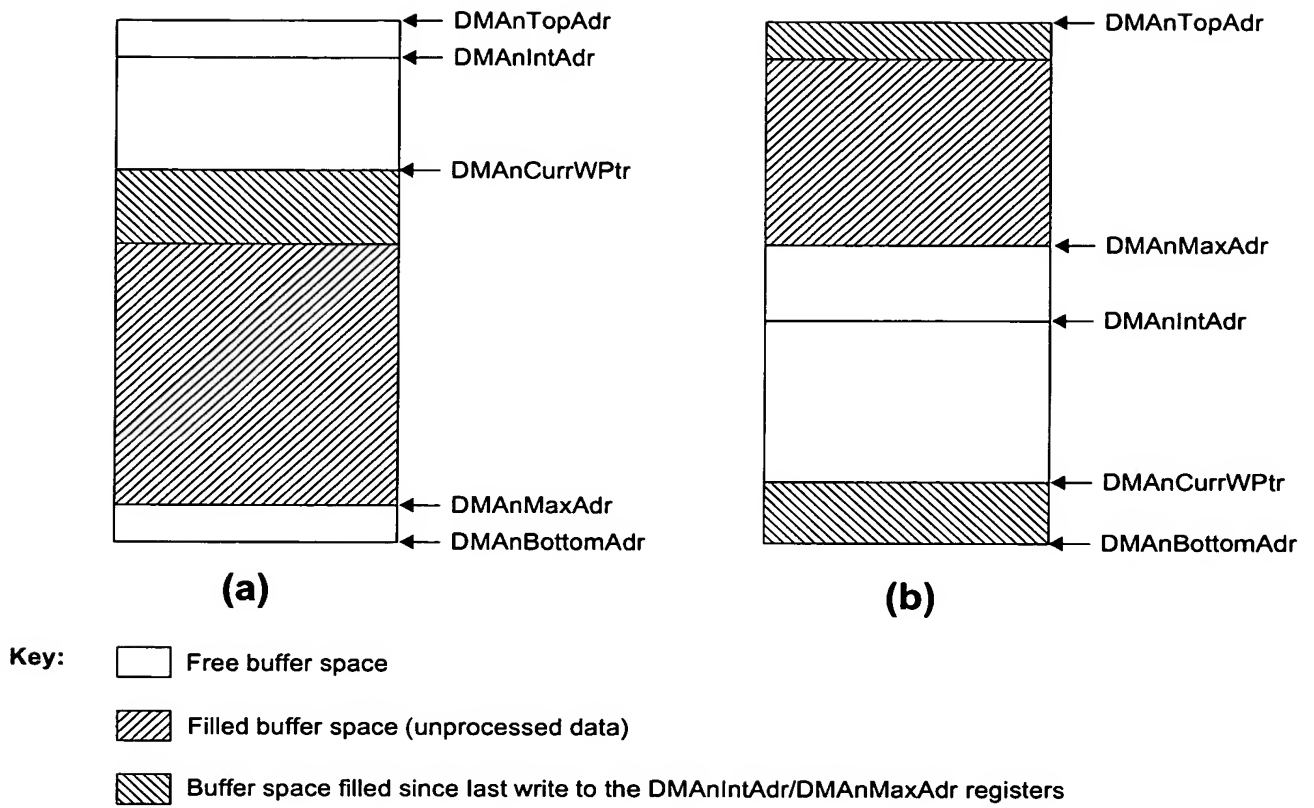 DMAnTopAdr
DMAnIntAdr
DMAnCurrWPtr
DMAnMaxAdr
DMAnBottomAdr
(a)
DMAnTopAdr
DMAnMaxAdr
DMAnIntAdr
DMAnCurrWPtr
DMAnBottomAdr
(b)
Key:
Free buffer space
Filled buffer space (unprocessed data)
Buffer space filled since last write to the DMAnIntAdr/DMAnMaxAdr registers